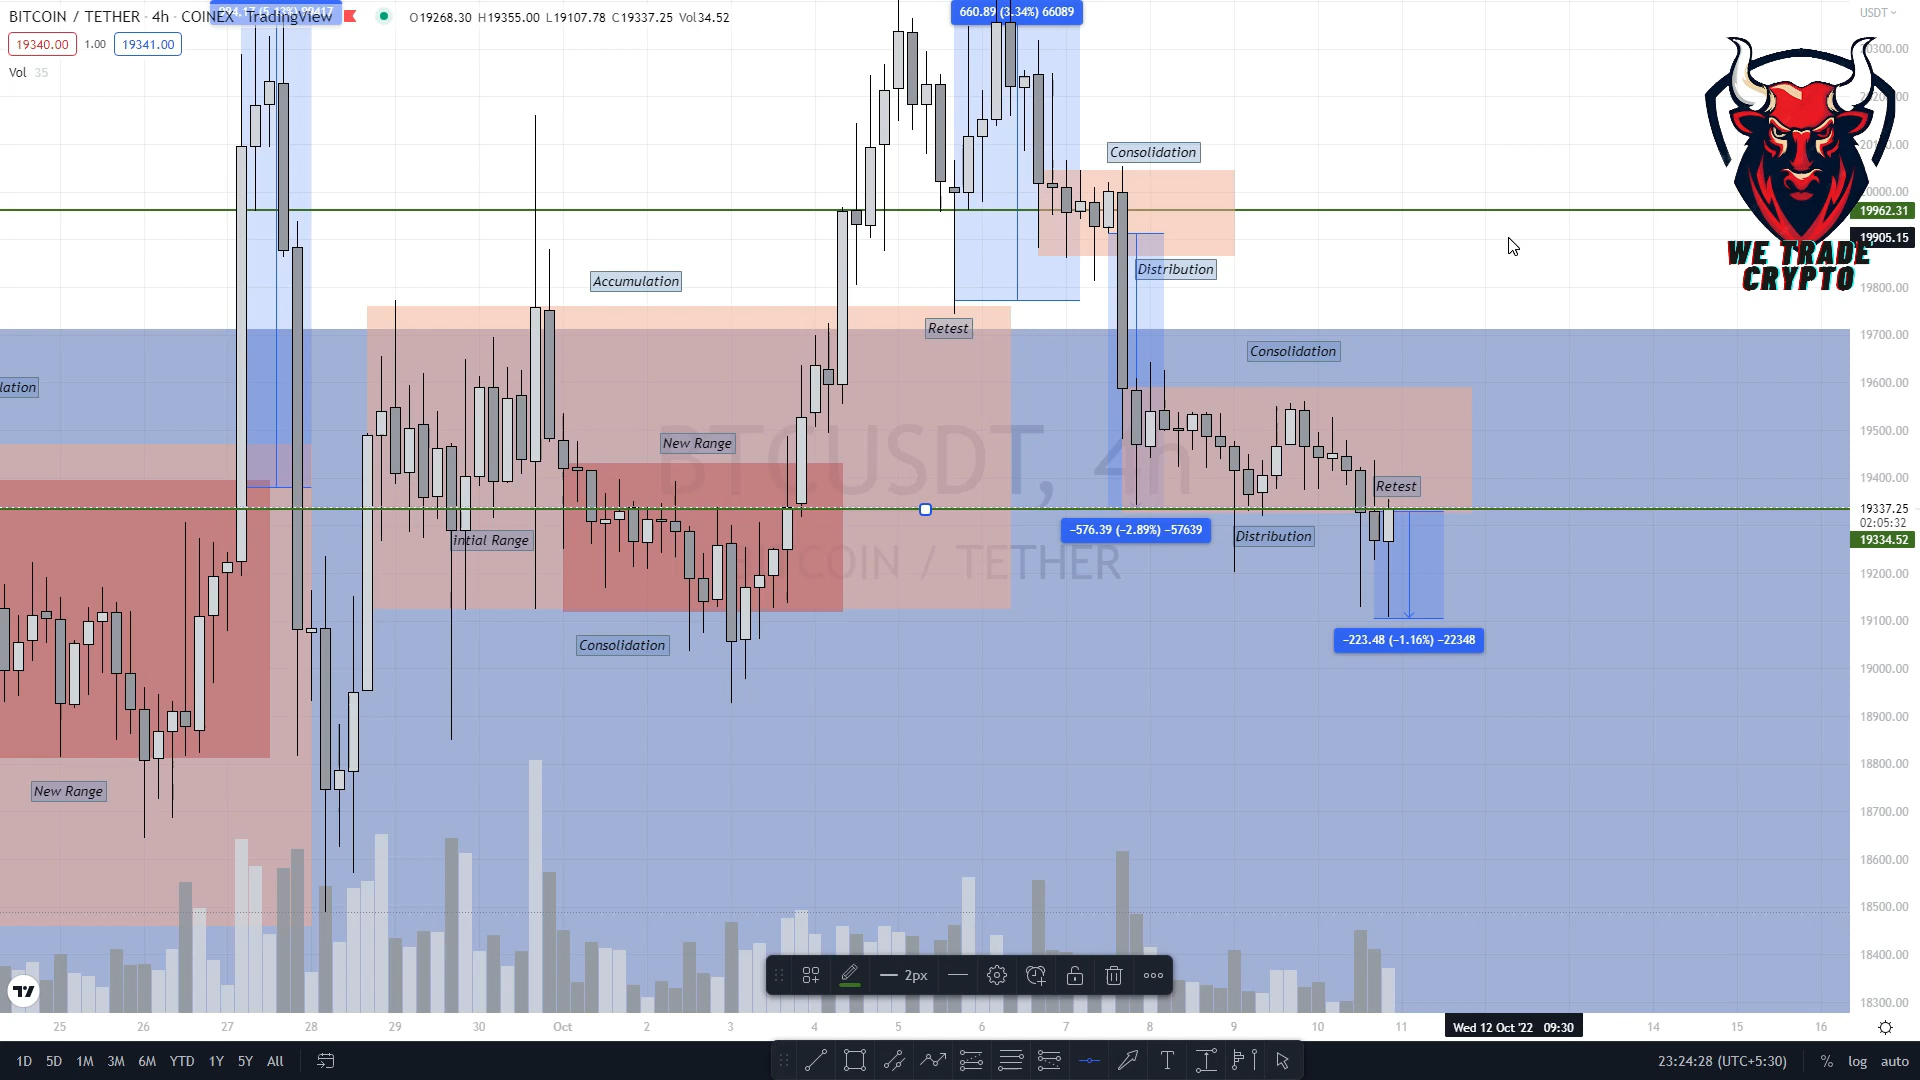 BITCOIN / TETHER · 4h · COINEX · TradingView O19268.30 H19355.00 L19107.78 C19337.25 Vol34.52
19340.00 1.00 19341.00
Vol 35
660.89 (3.34%) 66089
USDT
20300.00
20000.00
19962.31
19905.15
19800.00
19700.00
19600.00
19500.00
19400.00
19337.25
02:05:32
19334.52
19200.00
19100.00
19000.00
18900.00
18800.00
18700.00
18600.00
18500.00
18400.00
18300.00
WE TRADE
CRYPTO
Consolidation
Distribution
Accumulation
Retest
Consolidation
lation
New Range
BTCUSDT, 4h
Retest
−576.39 (−2.89%) −57639
Distribution
intial Range
BITCOIN / TETHER
Consolidation
−223.48 (−1.16%) −22348
New Range
2px
25 26 27 28 29 30 Oct 2 3 4 5 6 7 8 9 10 11 Wed 12 Oct '22 09:30 14 15 16
1D 5D 1M 3M 6M YTD 1Y 5Y All
23:24:28 (UTC+5:30) % log auto